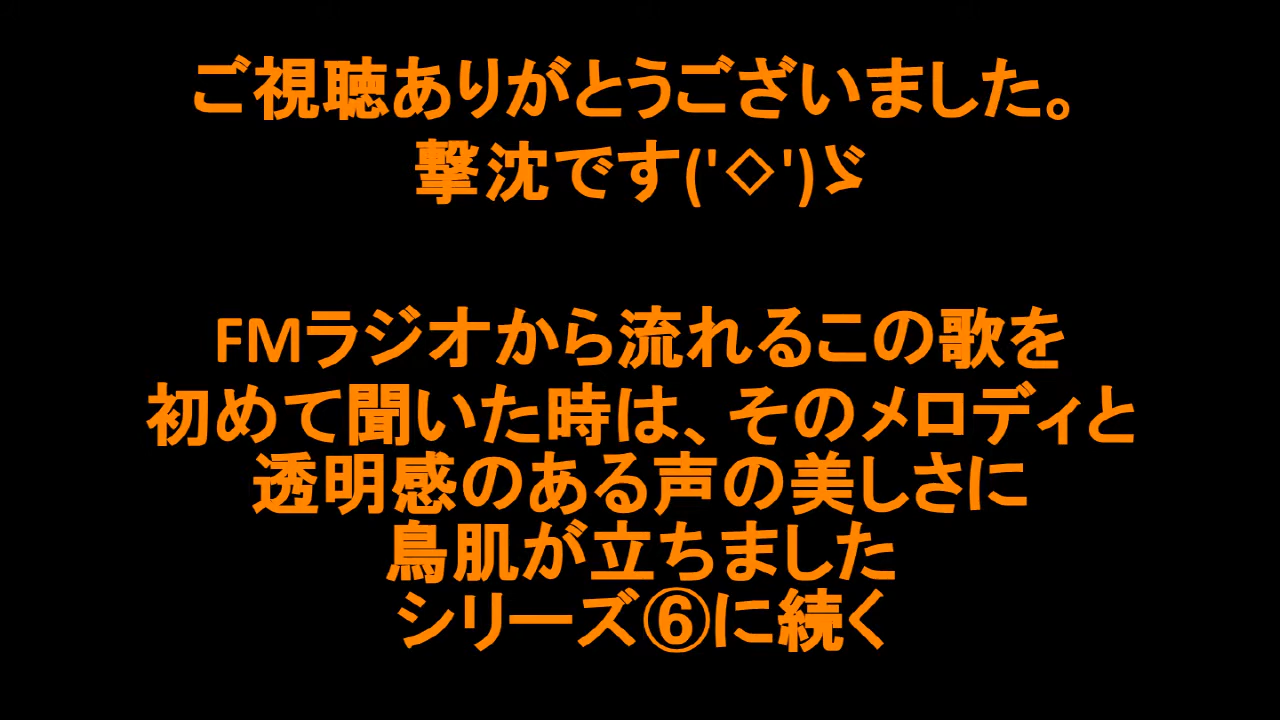 ご視聴ありがとうございました。
撃沈です('◇')ゞ
FMラジオから流れるこの歌を
初めて聞いた時は、そのメロディと
透明感のある声の美しさに
鳥肌が立ちました
シリーズ⑥に続く